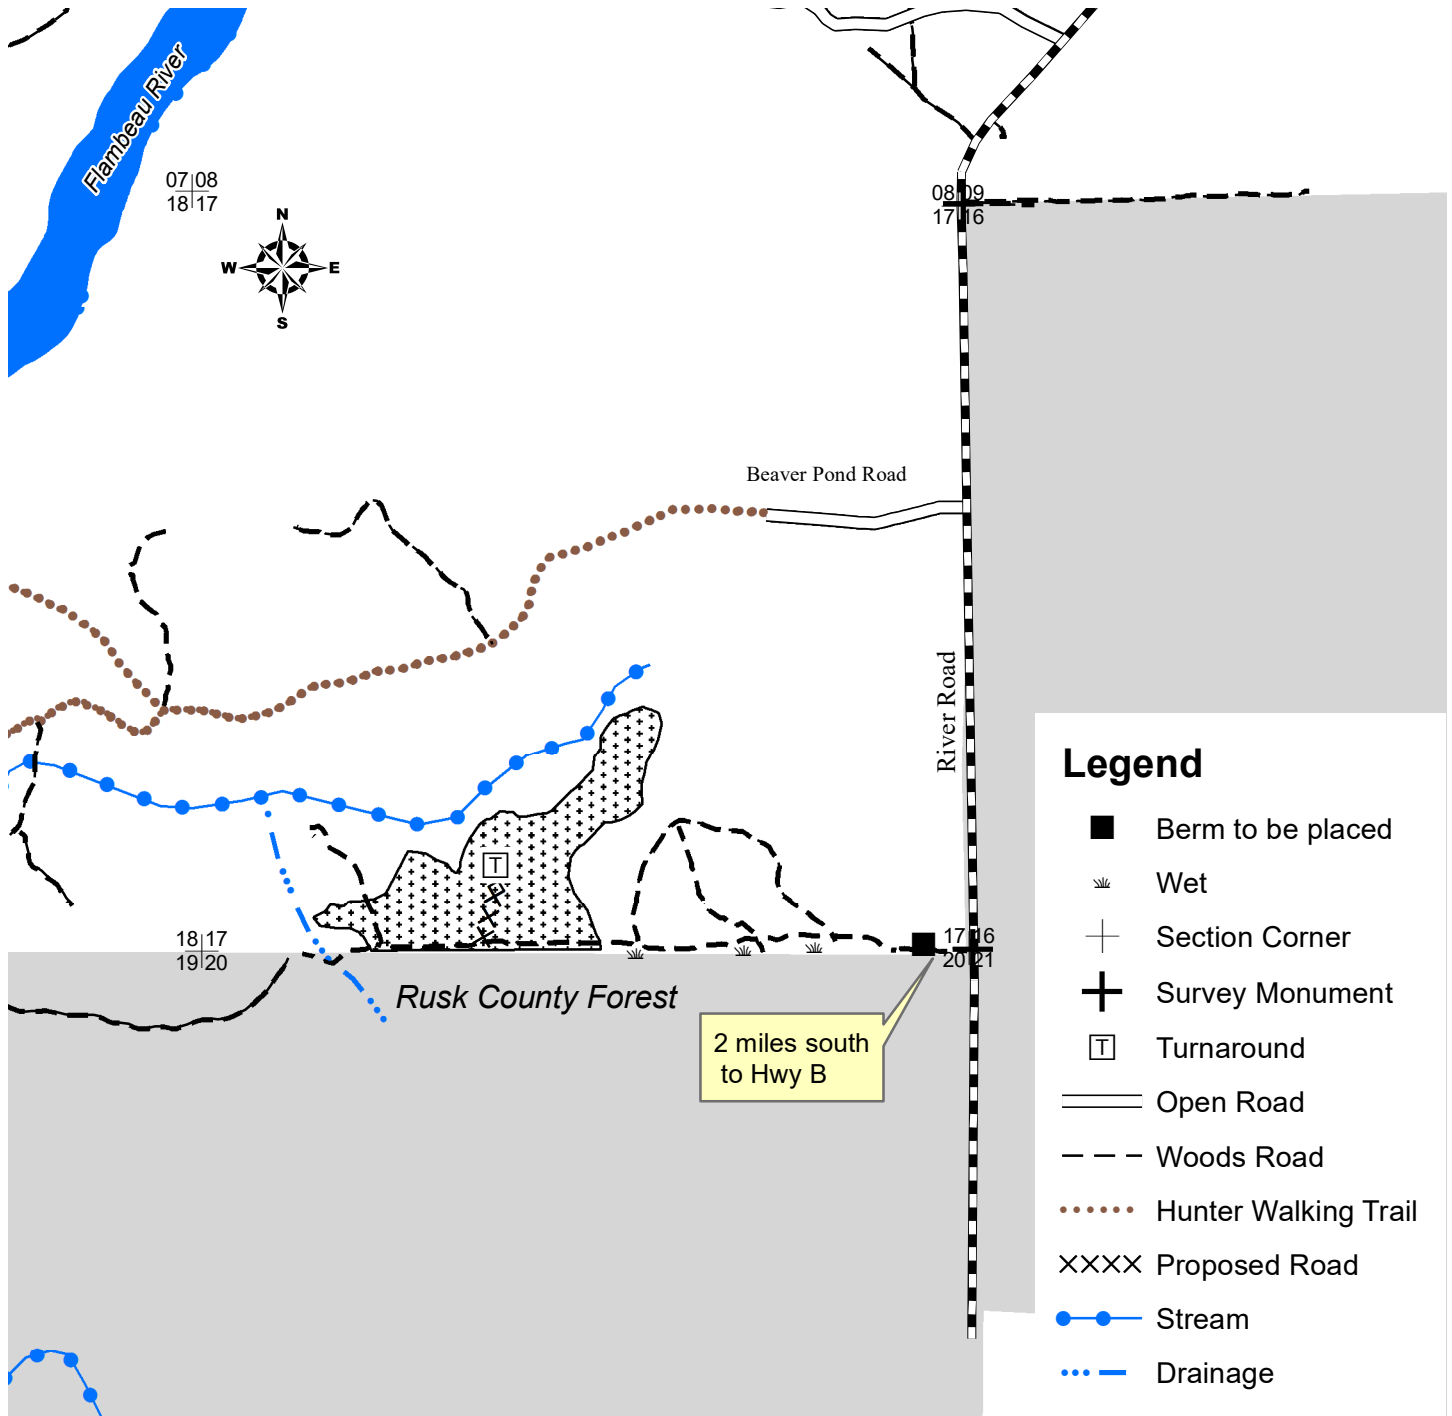 Flambeau River
07 08
18 17
N
W E
S
08 09
17 16
Beaver Pond Road
River Road
T
18 17
19 20
17 16
20 21
Rusk County Forest
2 miles south
to Hwy B
Legend
Berm to be placed
Wet
Section Corner
Survey Monument
T Turnaround
Open Road
Woods Road
Hunter Walking Trail
Proposed Road
Stream
Drainage